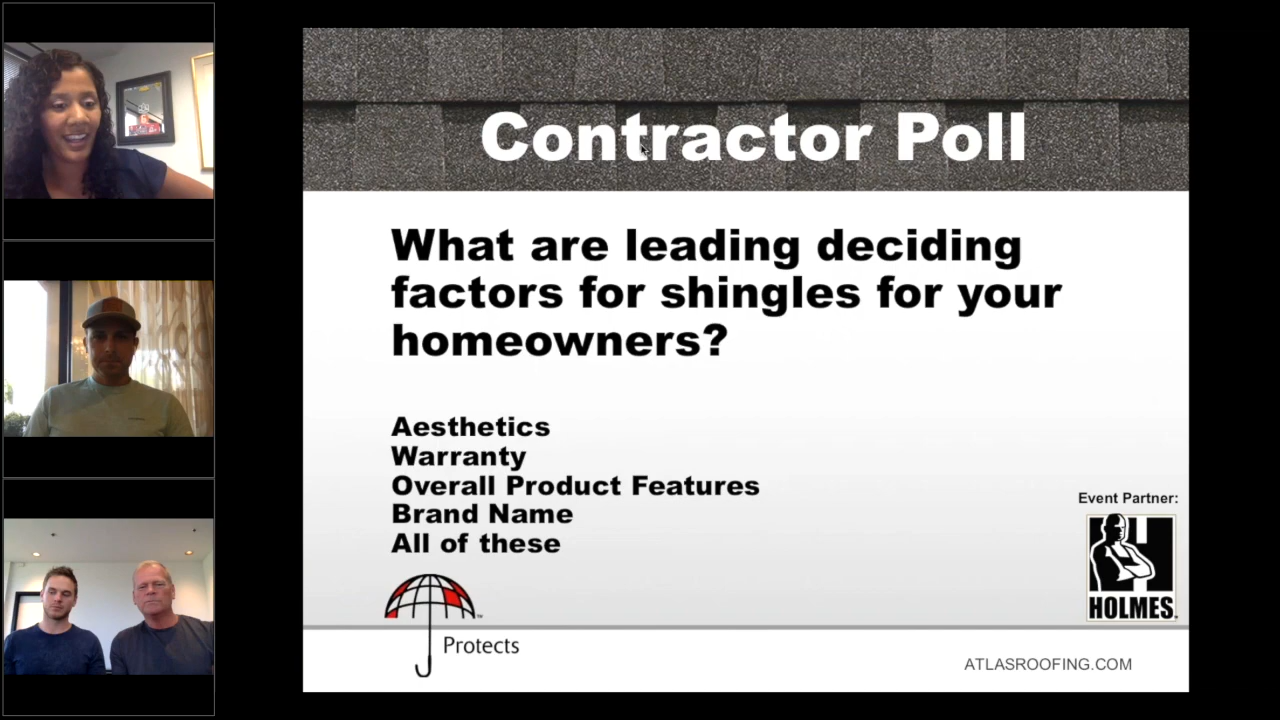 Contractor Poll
What are leading deciding
factors for shingles for your
homeowners?
Aesthetics
Warranty
Overall Product Features
Brand Name
All of these
Event Partner:
HOLMES
™
Protects
ATLASROOFING.COM